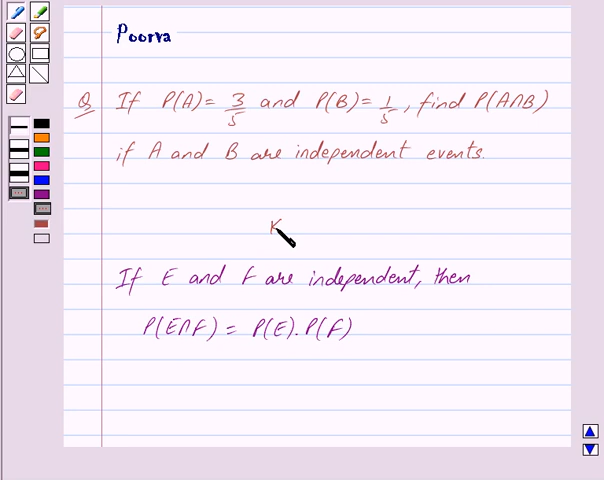 Poorva
Q If P(A) = 3/5 and P(B) = 1/5, find P(A∩B)
if A and B are independent events.
K
If E and F are independent, then
P(E∩F) = P(E). P(F)